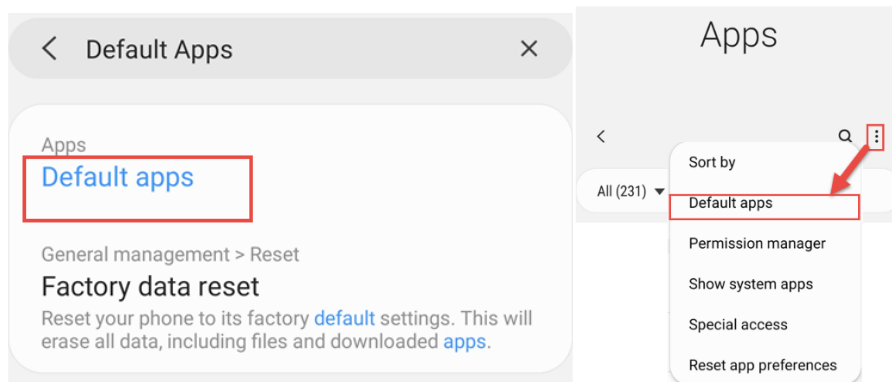 Default Apps
Apps
Default apps
General management > Reset
Factory data reset
Reset your phone to its factory default settings. This will
erase all data, including files and downloaded apps.
Apps
All (231)
Sort by
Default apps
Permission manager
Show system apps
Special access
Reset app preferences